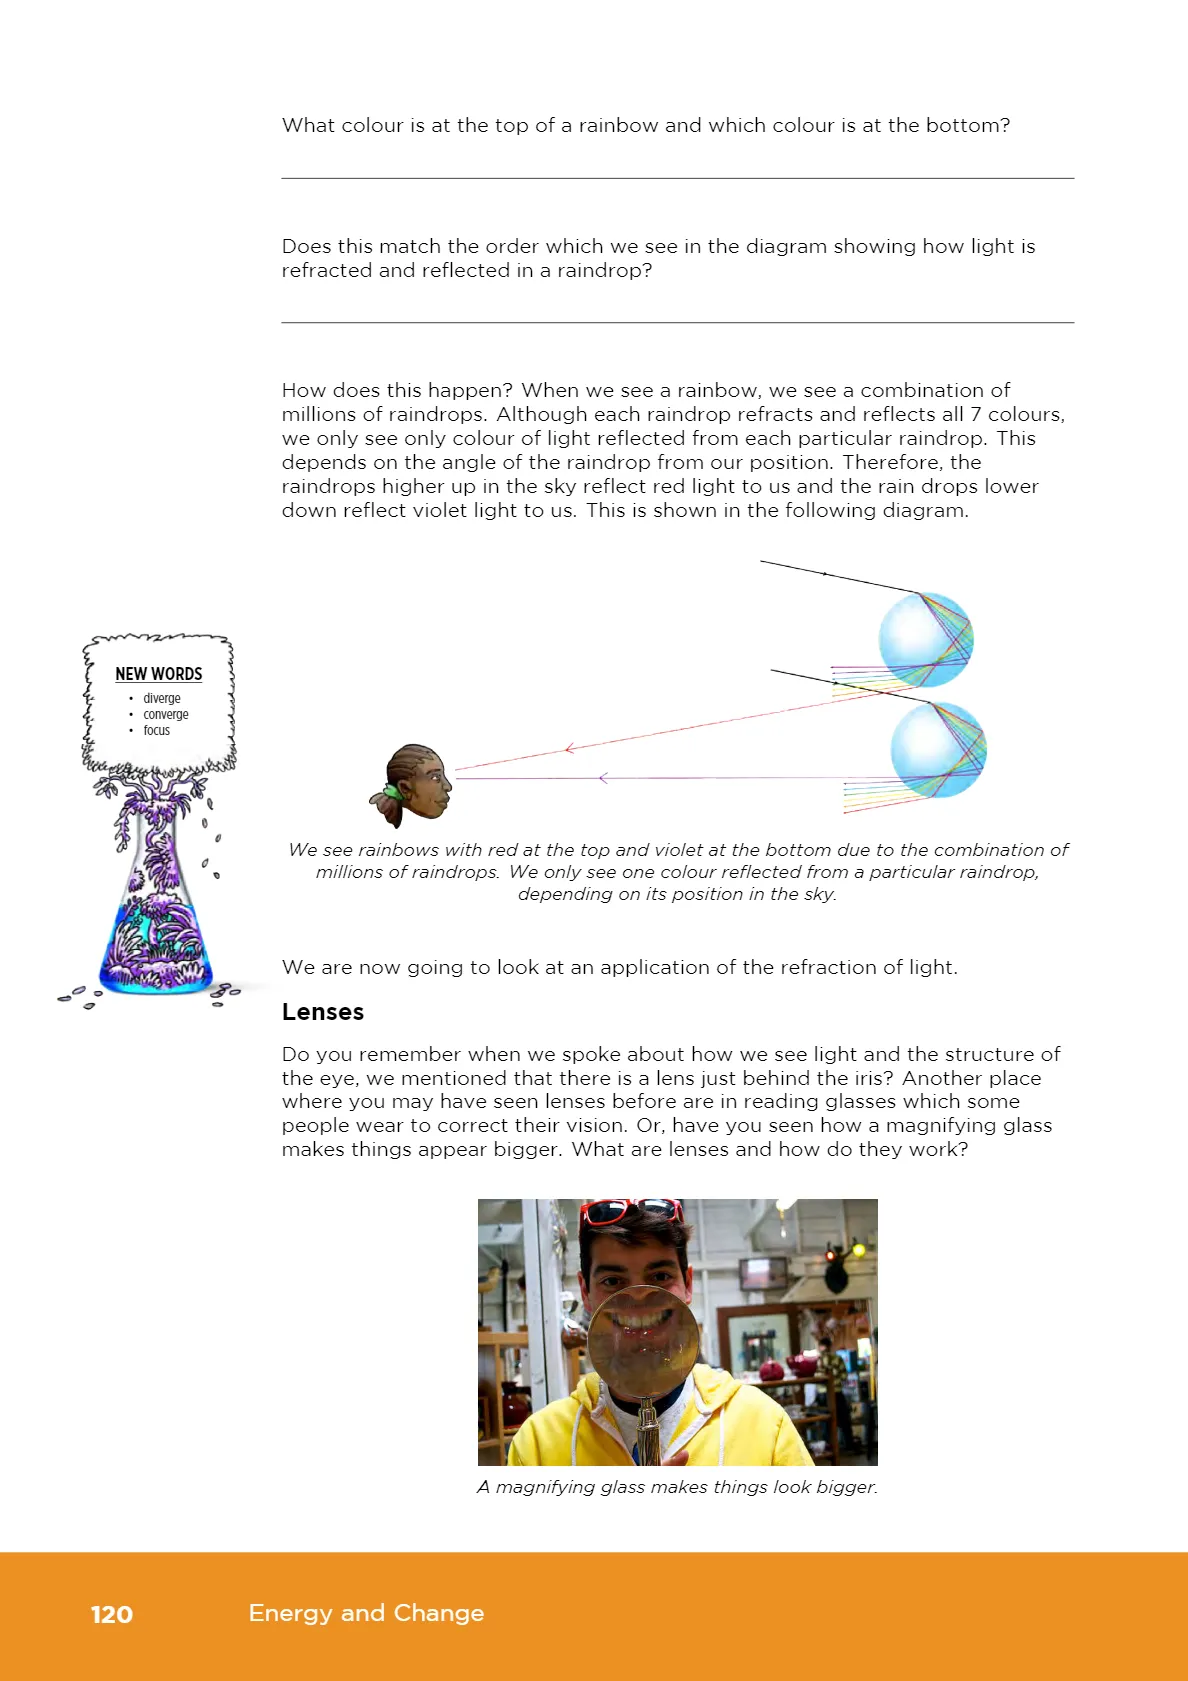 What colour is at the top of a rainbow and which colour is at the bottom?
Does this match the order which we see in the diagram showing how light is
refracted and reflected in a raindrop?
How does this happen? When we see a rainbow, we see a combination of
millions of raindrops. Although each raindrop refracts and reflects all 7 colours,
we only see only colour of light reflected from each particular raindrop. This
depends on the angle of the raindrop from our position. Therefore, the
raindrops higher up in the sky reflect red light to us and the rain drops lower
down reflect violet light to us. This is shown in the following diagram.
NEW WORDS
• diverge
• converge
• focus
We see rainbows with red at the top and violet at the bottom due to the combination of
millions of raindrops. We only see one colour reflected from a particular raindrop,
depending on its position in the sky.
We are now going to look at an application of the refraction of light.
Lenses
Do you remember when we spoke about how we see light and the structure of
the eye, we mentioned that there is a lens just behind the iris? Another place
where you may have seen lenses before are in reading glasses which some
people wear to correct their vision. Or, have you seen how a magnifying glass
makes things appear bigger. What are lenses and how do they work?
A magnifying glass makes things look bigger.
120 Energy and Change